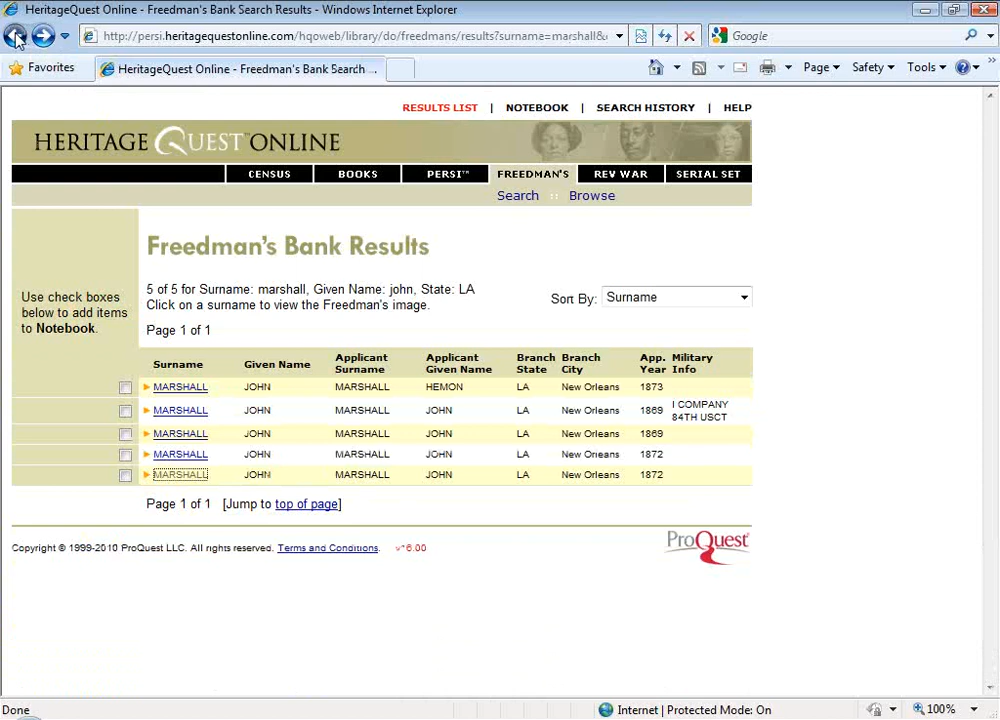 HeritageQuest Online - Freedman's Bank Search Results - Windows Internet Explorer
http://persi.heritagequestonline.com/hqoweb/library/do/freedmans/results?surname=marshall&
Google
Favorites
HeritageQuest Online - Freedman's Bank Search ...
Page
Safety
Tools
RESULTS LIST | NOTEBOOK | SEARCH HISTORY | HELP
HERITAGE QUEST ONLINE
CENSUS BOOKS PERSI™ FREEDMAN'S REV WAR SERIAL SET
Search :: Browse
Freedman's Bank Results
Use check boxes
below to add items
to Notebook.
5 of 5 for Surname: marshall, Given Name: john, State: LA
Click on a surname to view the Freedman's image.
Sort By: Surname
Page 1 of 1
Surname Given Name Applicant Surname Applicant Given Name Branch State Branch City App. Year Military Info
MARSHALL JOHN MARSHALL HEMON LA New Orleans 1873
MARSHALL JOHN MARSHALL JOHN LA New Orleans 1869 I COMPANY 84TH USCT
MARSHALL JOHN MARSHALL JOHN LA New Orleans 1869
MARSHALL JOHN MARSHALL JOHN LA New Orleans 1872
MARSHALL JOHN MARSHALL JOHN LA New Orleans 1872
Page 1 of 1 [Jump to top of page]
Copyright © 1999-2010 ProQuest LLC. All rights reserved. Terms and Conditions.
ProQuest
Done
Internet | Protected Mode: On
100%